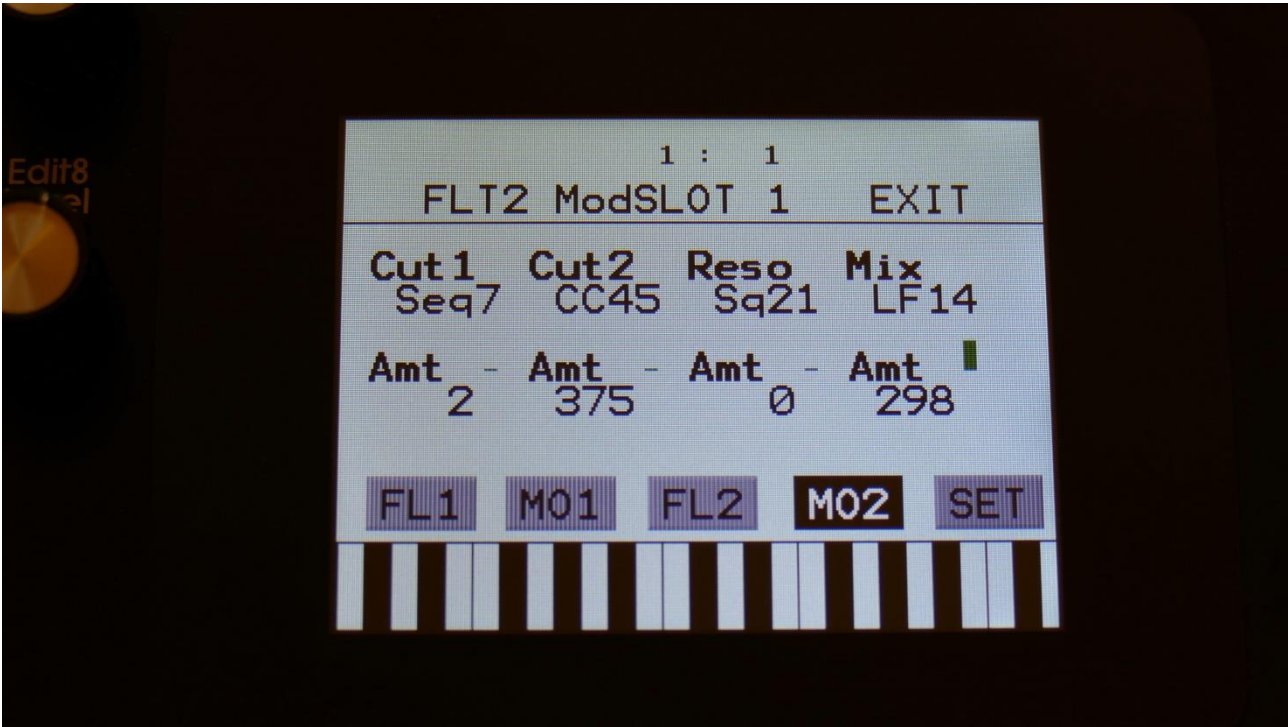 Edit8
1 : 1
FLT2 ModSLOT 1 EXIT
Cut1 Cut2 Reso Mix
Seq7 CC45 Sq21 LF14
Amt - Amt - Amt - Amt
2 375 0 298
FL1 MO1 FL2 MO2 SET